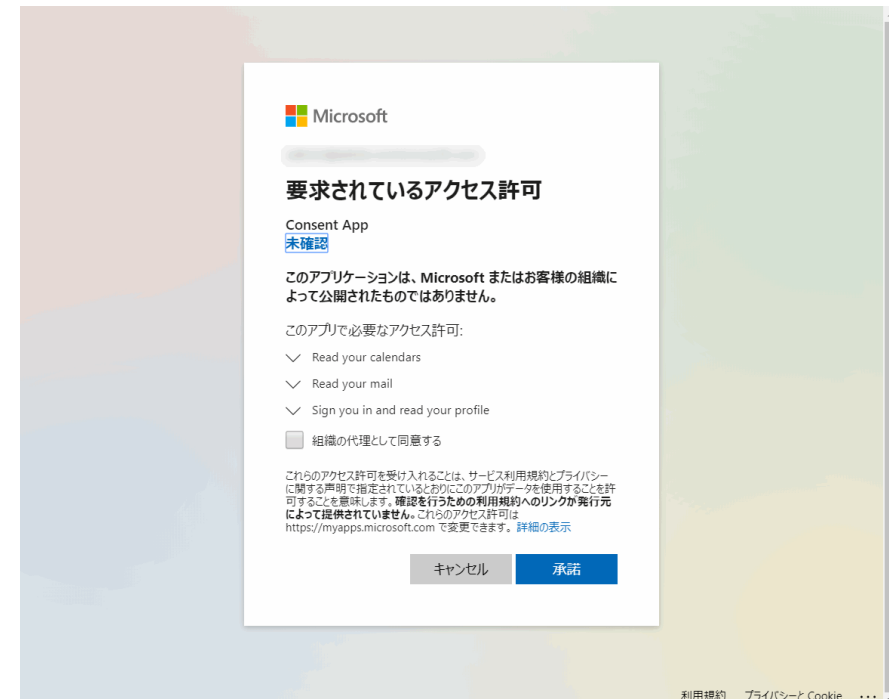 Microsoft
要求されているアクセス許可
Consent App
未確認
このアプリケーションは、Microsoft またはお客様の組織に
よって公開されたものではありません。
このアプリで必要なアクセス許可:
Read your calendars
Read your mail
Sign you in and read your profile
組織の代理として同意する
これらのアクセス許可を受け入れることは、サービス利用規約とプライバシー
に関する声明で指定されているとおりにこのアプリがデータを使用することを許
可することを意味します。確認を行うための利用規約へのリンクが発行元
によって提供されていません。これらのアクセス許可は
https://myapps.microsoft.com で変更できます。 詳細の表示
キャンセル 承諾
利用規約 プライバシーと Cookie ...